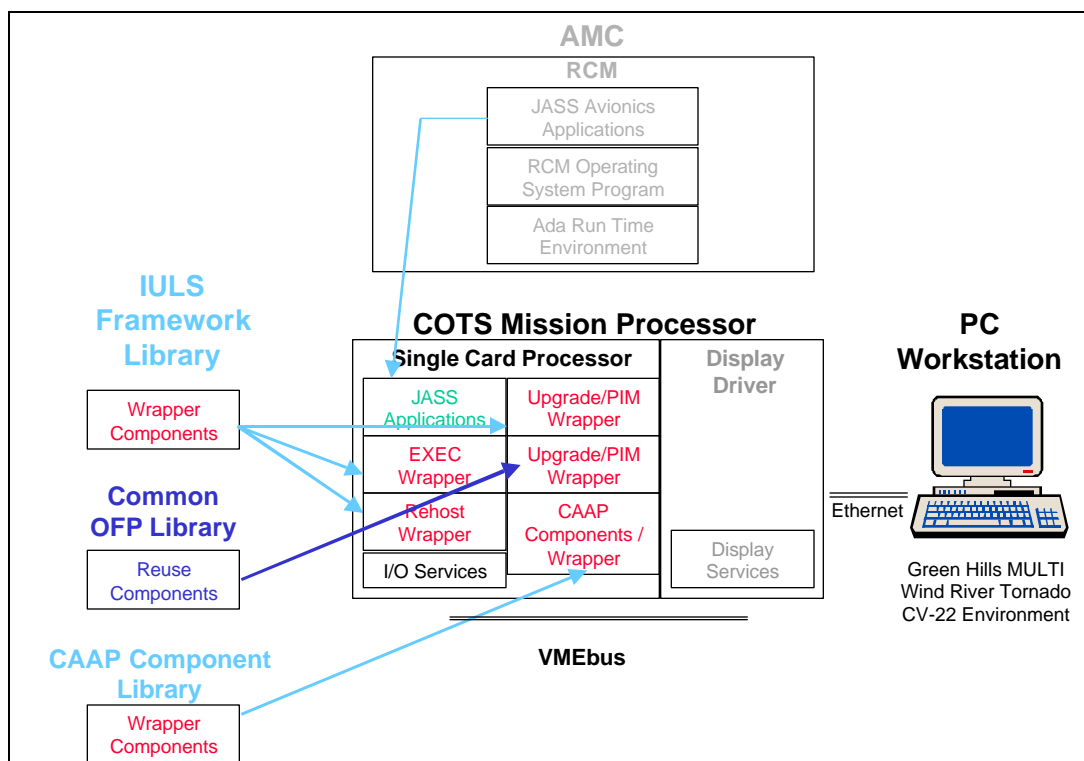 AMC
RCM
JASS Avionics
Applications
RCM Operating
System Program
Ada Run Time
Environment
IULS
Framework
Library
Wrapper
Components
Common
OFP Library
Reuse
Components
CAAP Component
Library
Wrapper
Components
COTS Mission Processor
Single Card Processor
JASS
Applications
Upgrade/PIM
Wrapper
EXEC
Wrapper
Upgrade/PIM
Wrapper
Rehost
Wrapper
CAAP
Components /
Wrapper
I/O Services
Display
Driver
Display
Services
VMEbus
PC
Workstation
Ethernet
Green Hills MULTI
Wind River Tornado
CV-22 Environment